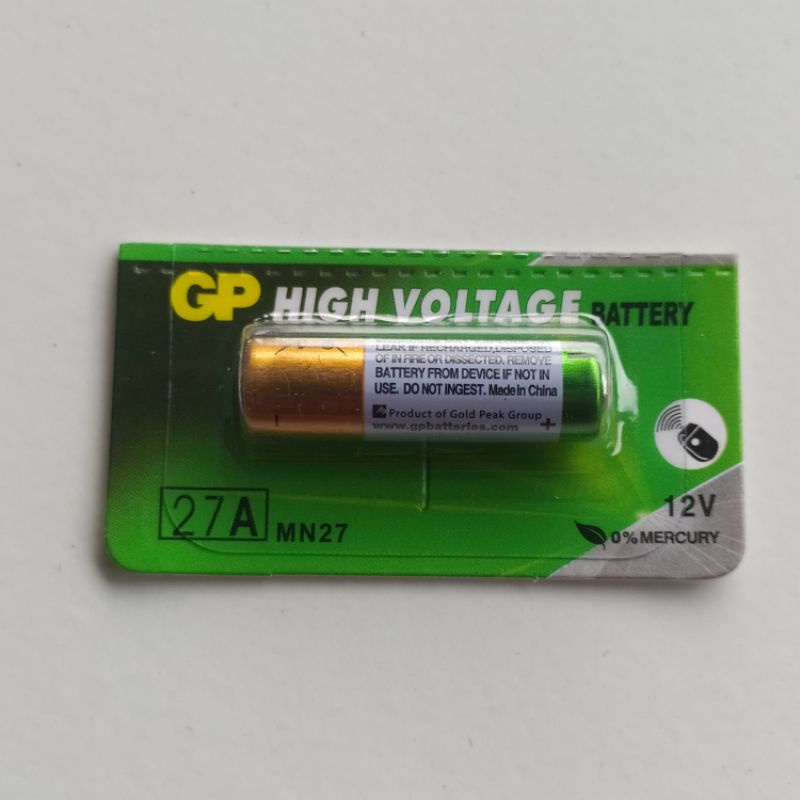 GP HIGH VOLTAGE BATTERY
LEAK IF RECHARGED, DISPOSED
OF IN FIRE OR DISSECTED. REMOVE
BATTERY FROM DEVICE IF NOT IN
USE. DO NOT INGEST. Made in China
Product of Gold Peak Group
www.gpbatteries.com
- +
27A MN27
12V
0% MERCURY